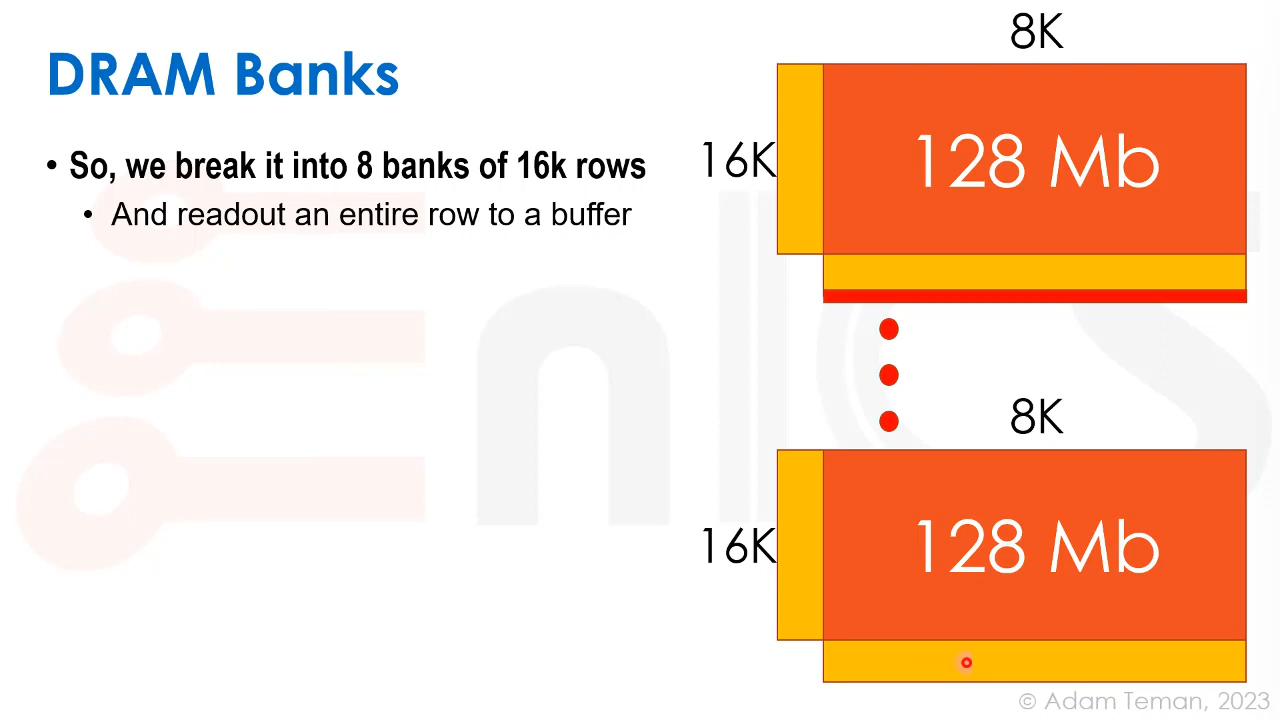 DRAM Banks
• So, we break it into 8 banks of 16k rows
• And readout an entire row to a buffer
8K
16K
128 Mb
8K
16K
128 Mb
EnICS
© Adam Teman, 2023